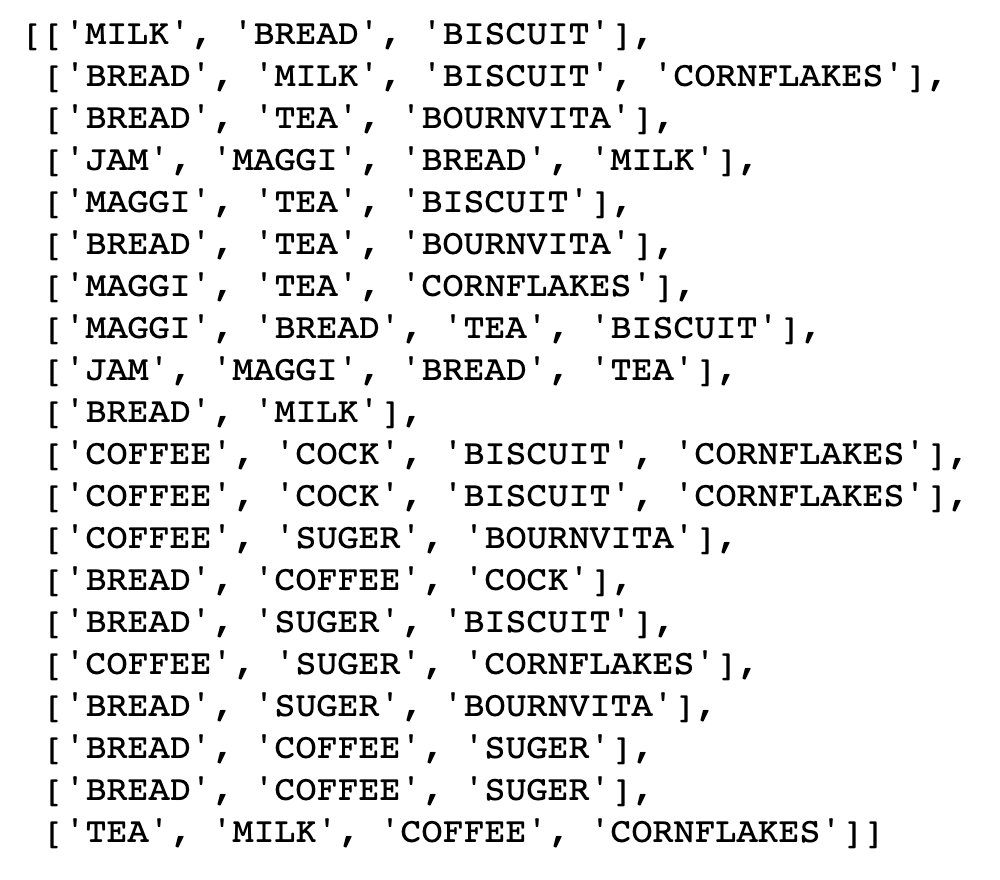 [['MILK', 'BREAD', 'BISCUIT'],
['BREAD', 'MILK', 'BISCUIT', 'CORNFLAKES'],
['BREAD', 'TEA', 'BOURNVITA'],
['JAM', 'MAGGI', 'BREAD', 'MILK'],
['MAGGI', 'TEA', 'BISCUIT'],
['BREAD', 'TEA', 'BOURNVITA'],
['MAGGI', 'TEA', 'CORNFLAKES'],
['MAGGI', 'BREAD', 'TEA', 'BISCUIT'],
['JAM', 'MAGGI', 'BREAD', 'TEA'],
['BREAD', 'MILK'],
['COFFEE', 'COCK', 'BISCUIT', 'CORNFLAKES'],
['COFFEE', 'COCK', 'BISCUIT', 'CORNFLAKES'],
['COFFEE', 'SUGER', 'BOURNVITA'],
['BREAD', 'COFFEE', 'COCK'],
['BREAD', 'SUGER', 'BISCUIT'],
['COFFEE', 'SUGER', 'CORNFLAKES'],
['BREAD', 'SUGER', 'BOURNVITA'],
['BREAD', 'COFFEE', 'SUGER'],
['BREAD', 'COFFEE', 'SUGER'],
['TEA', 'MILK', 'COFFEE', 'CORNFLAKES']]